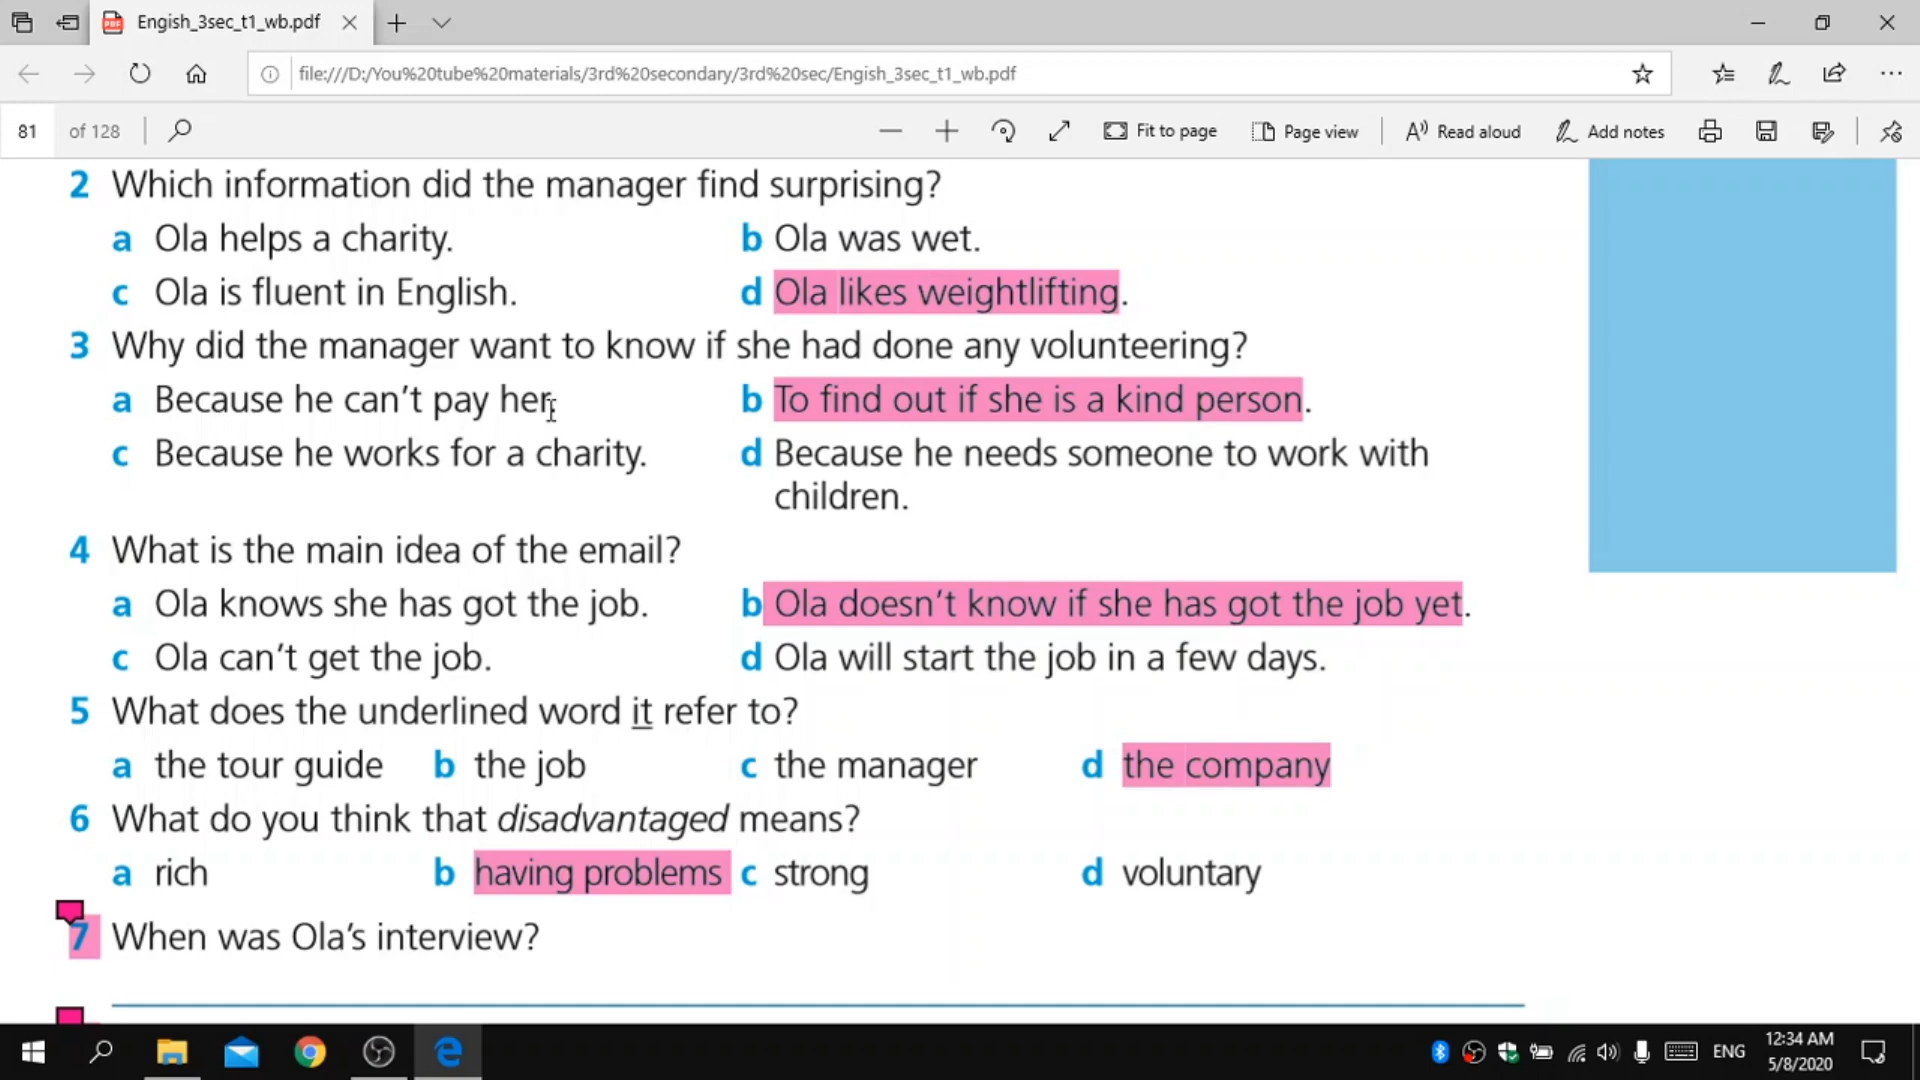 Engish_3sec_t1_wb.pdf
file:///D:/You%20tube%20materials/3rd%20secondary/3rd%20sec/Engish_3sec_t1_wb.pdf
81 of 128 Fit to page Page view Read aloud Add notes
2 Which information did the manager find surprising?
a Ola helps a charity. b Ola was wet.
c Ola is fluent in English. d Ola likes weightlifting.
3 Why did the manager want to know if she had done any volunteering?
a Because he can't pay her. b To find out if she is a kind person.
c Because he works for a charity. d Because he needs someone to work with
children.
4 What is the main idea of the email?
a Ola knows she has got the job. b Ola doesn't know if she has got the job yet.
c Ola can't get the job. d Ola will start the job in a few days.
5 What does the underlined word it refer to?
a the tour guide b the job c the manager d the company
6 What do you think that disadvantaged means?
a rich b having problems c strong d voluntary
7 When was Ola's interview?
ENG 12:34 AM
5/8/2020